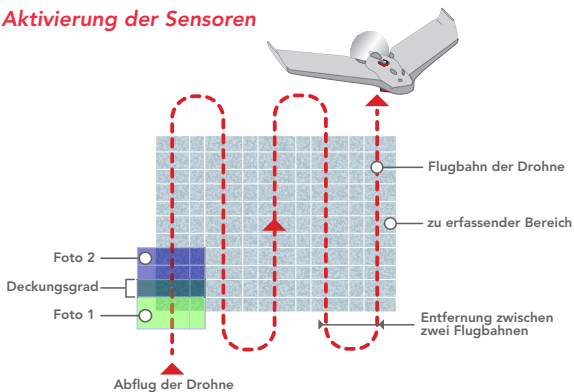 Aktivierung der Sensoren
Flugbahn der Drohne
zu erfassender Bereich
Foto 2
Deckungsgrad
Foto 1
Entfernung zwischen
zwei Flugbahnen
Abflug der Drohne